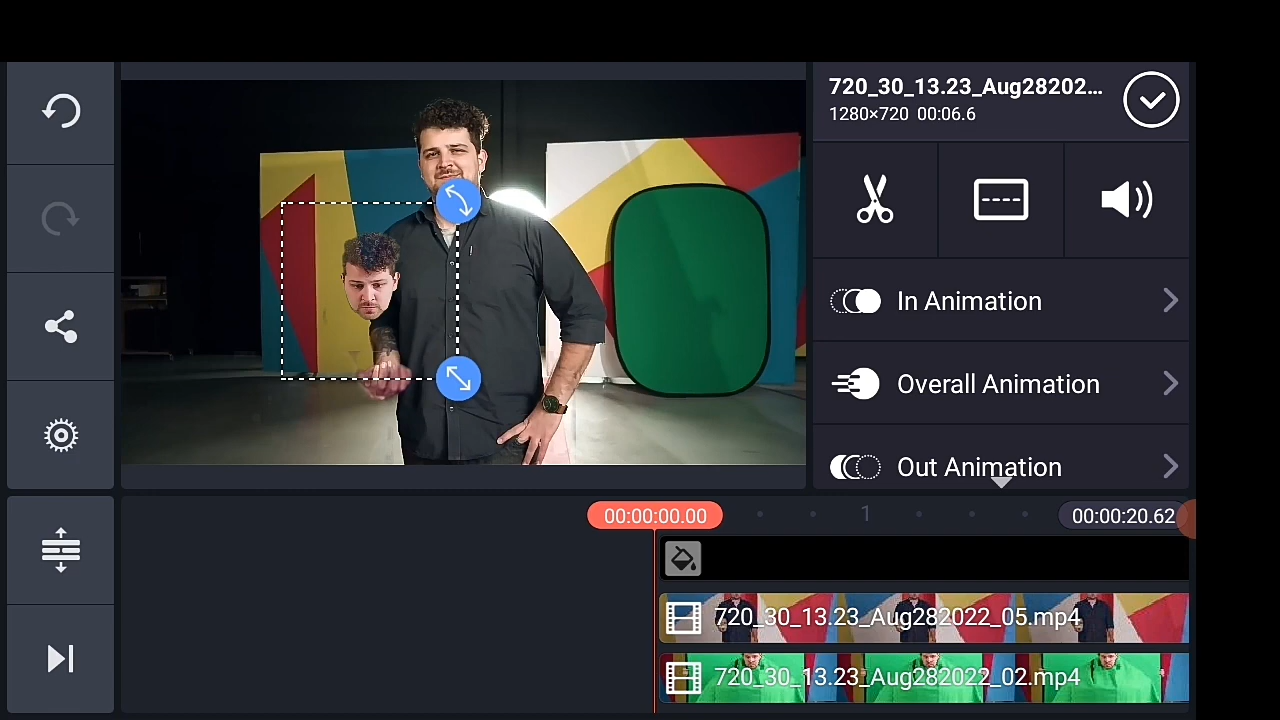 720_30_13.23_Aug28202...
1280×720 00:06.6
In Animation
Overall Animation
Out Animation
00:00:00.00
1
00:00:20.62
720_30_13.23_Aug282022_05.mp4
720_30_13.23_Aug282022_02.mp4